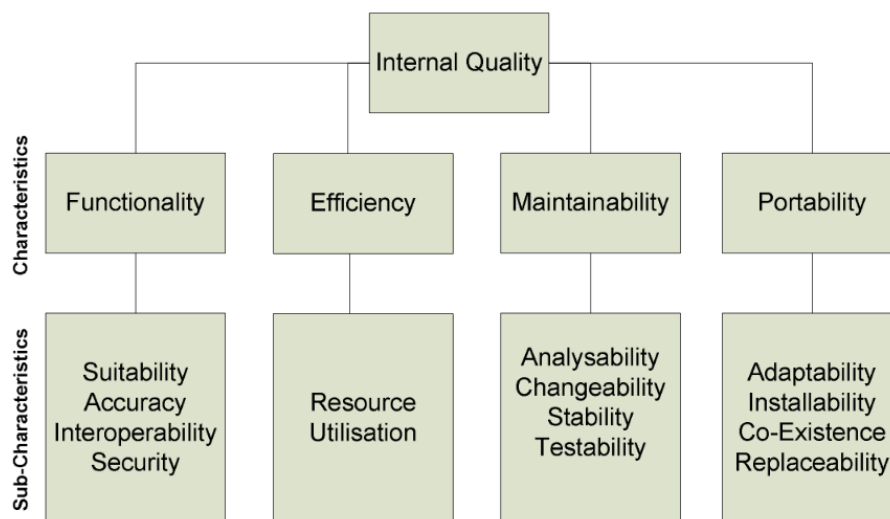 Internal Quality
Characteristics
Functionality
Efficiency
Maintainability
Portability
Sub-Characteristics
Suitability
Accuracy
Interoperability
Security
Resource
Utilisation
Analysability
Changeability
Stability
Testability
Adaptability
Installability
Co-Existence
Replaceability